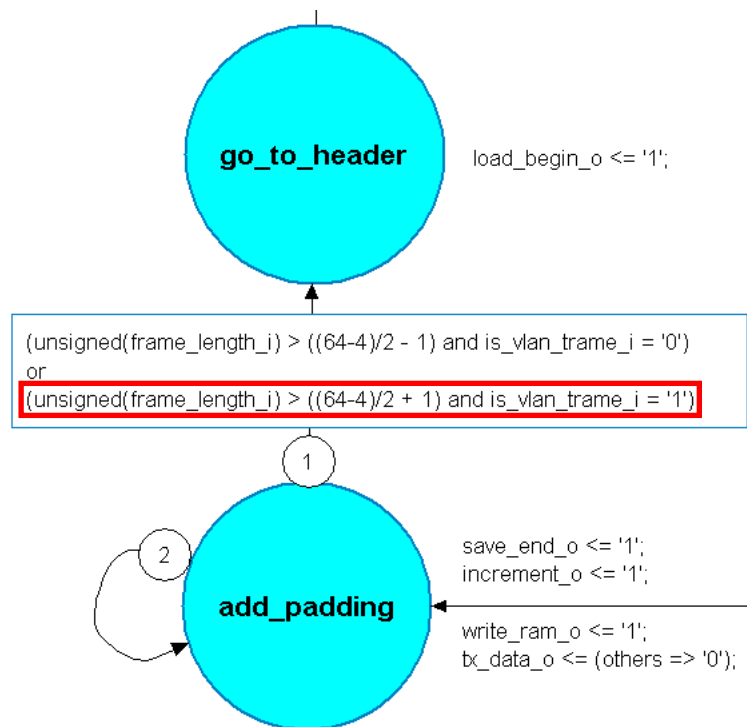 go_to_header
load_begin_o <= '1';
(unsigned(frame_length_i) > ((64-4)/2 - 1) and is_vlan_trame_i = '0')
or
(unsigned(frame_length_i) > ((64-4)/2 + 1) and is_vlan_trame_i = '1')
1
2
save_end_o <= '1';
increment_o <= '1';
add_padding
write_ram_o <= '1';
tx_data_o <= (others => '0');